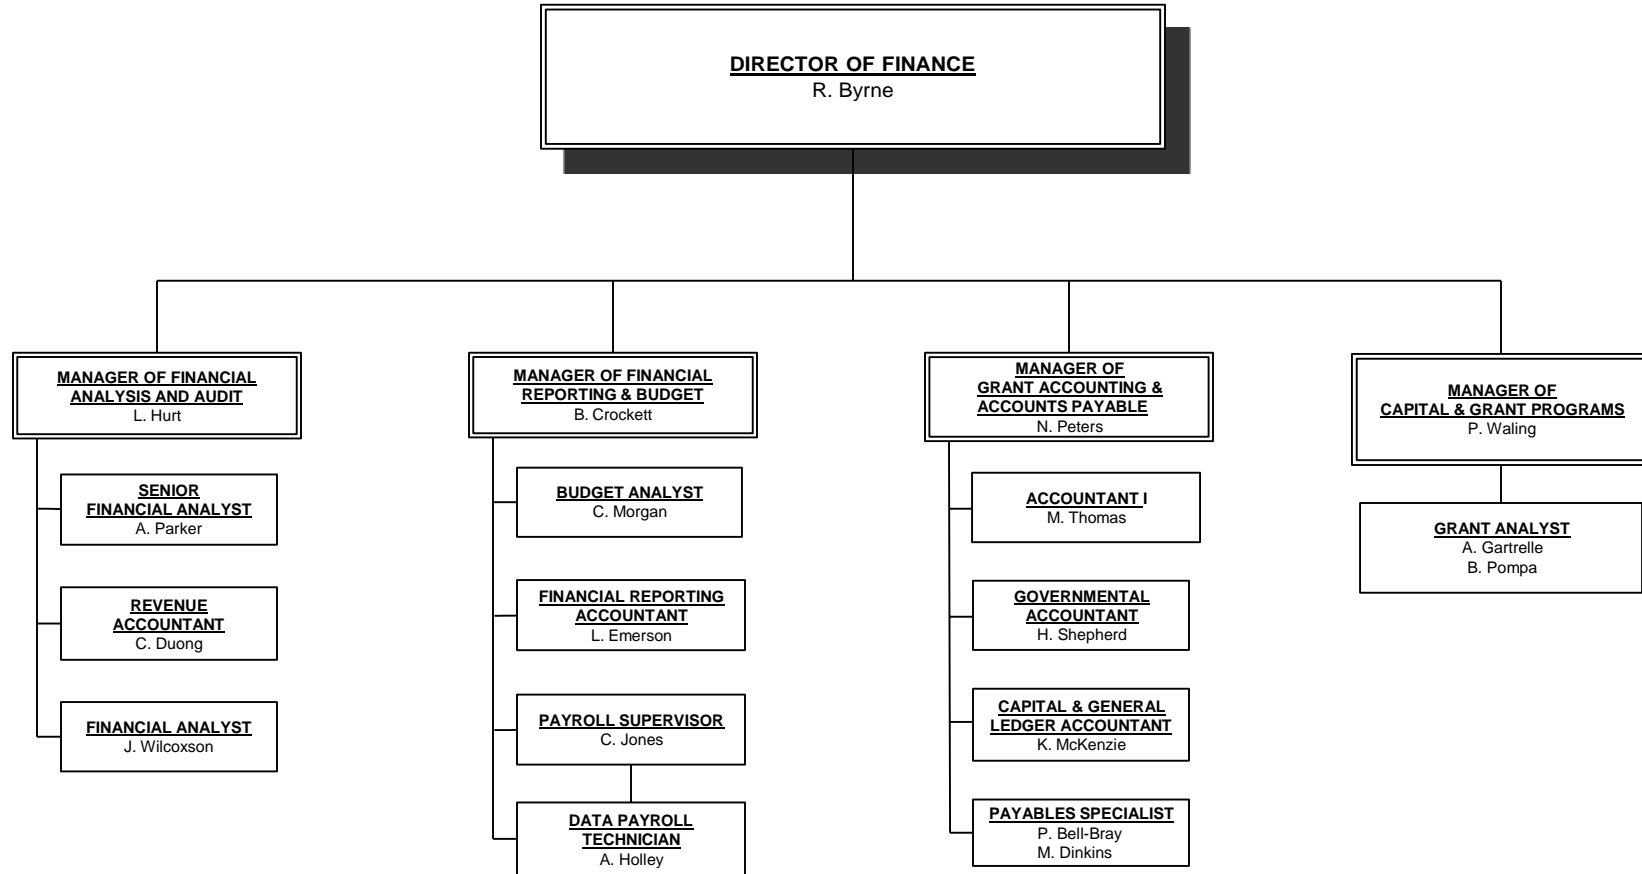 DIRECTOR OF FINANCE
R. Byrne
MANAGER OF FINANCIAL
ANALYSIS AND AUDIT
L. Hurt
SENIOR
FINANCIAL ANALYST
A. Parker
REVENUE
ACCOUNTANT
C. Duong
FINANCIAL ANALYST
J. Wilcoxson
MANAGER OF FINANCIAL
REPORTING & BUDGET
B. Crockett
BUDGET ANALYST
C. Morgan
FINANCIAL REPORTING
ACCOUNTANT
L. Emerson
PAYROLL SUPERVISOR
C. Jones
DATA PAYROLL
TECHNICIAN
A. Holley
MANAGER OF
GRANT ACCOUNTING &
ACCOUNTS PAYABLE
N. Peters
ACCOUNTANT I
M. Thomas
GOVERNMENTAL
ACCOUNTANT
H. Shepherd
CAPITAL & GENERAL
LEDGER ACCOUNTANT
K. McKenzie
PAYABLES SPECIALIST
P. Bell-Bray
M. Dinkins
MANAGER OF
CAPITAL & GRANT PROGRAMS
P. Waling
GRANT ANALYST
A. Gartrelle
B. Pompa